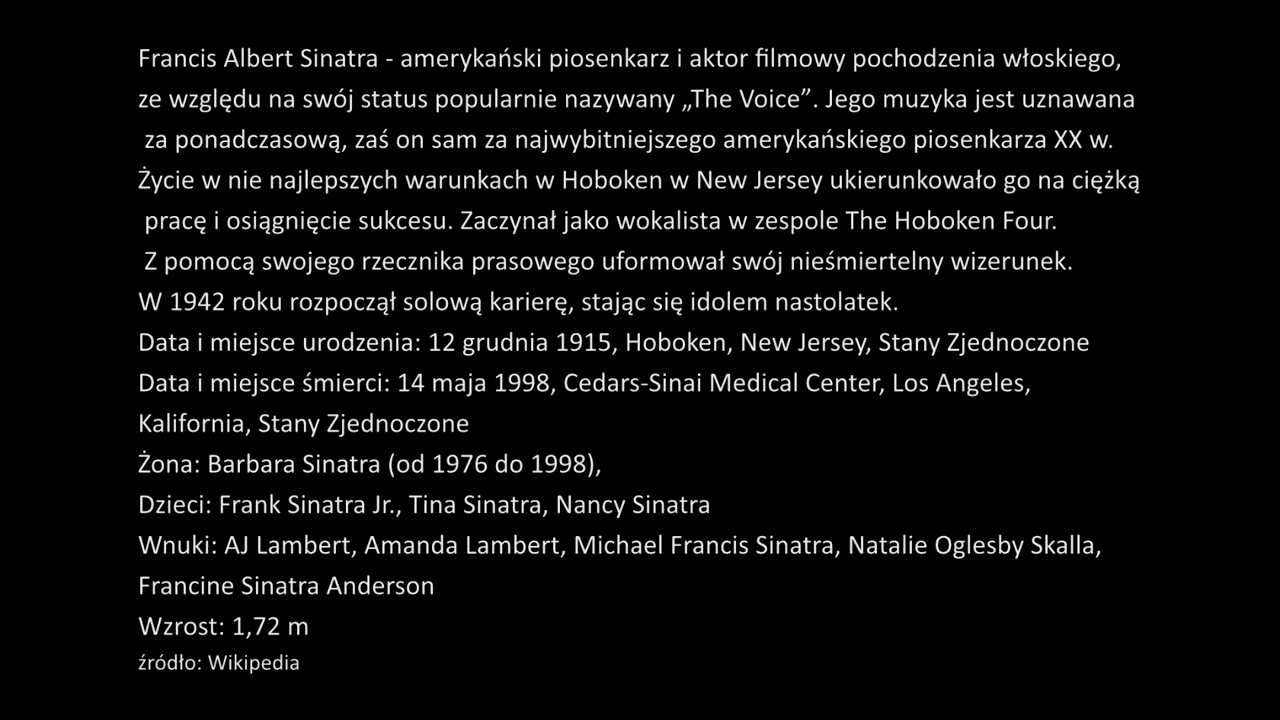 Francis Albert Sinatra - amerykański piosenkarz i aktor filmowy pochodzenia włoskiego,
ze względu na swój status popularnie nazywany „The Voice”. Jego muzyka jest uznawana
za ponadczasową, zaś on sam za najwybitniejszego amerykańskiego piosenkarza XX w.
Życie w nie najlepszych warunkach w Hoboken w New Jersey ukierunkowało go na ciężką
pracę i osiągnięcie sukcesu. Zaczynał jako wokalista w zespole The Hoboken Four.
Z pomocą swojego rzecznika prasowego uformował swój nieśmiertelny wizerunek.
W 1942 roku rozpoczął solową karierę, stając się idolem nastolatek.
Data i miejsce urodzenia: 12 grudnia 1915, Hoboken, New Jersey, Stany Zjednoczone
Data i miejsce śmierci: 14 maja 1998, Cedars-Sinai Medical Center, Los Angeles,
Kalifornia, Stany Zjednoczone
Żona: Barbara Sinatra (od 1976 do 1998),
Dzieci: Frank Sinatra Jr., Tina Sinatra, Nancy Sinatra
Wnuki: AJ Lambert, Amanda Lambert, Michael Francis Sinatra, Natalie Oglesby Skalla,
Francine Sinatra Anderson
Wzrost: 1,72 m
źródło: Wikipedia